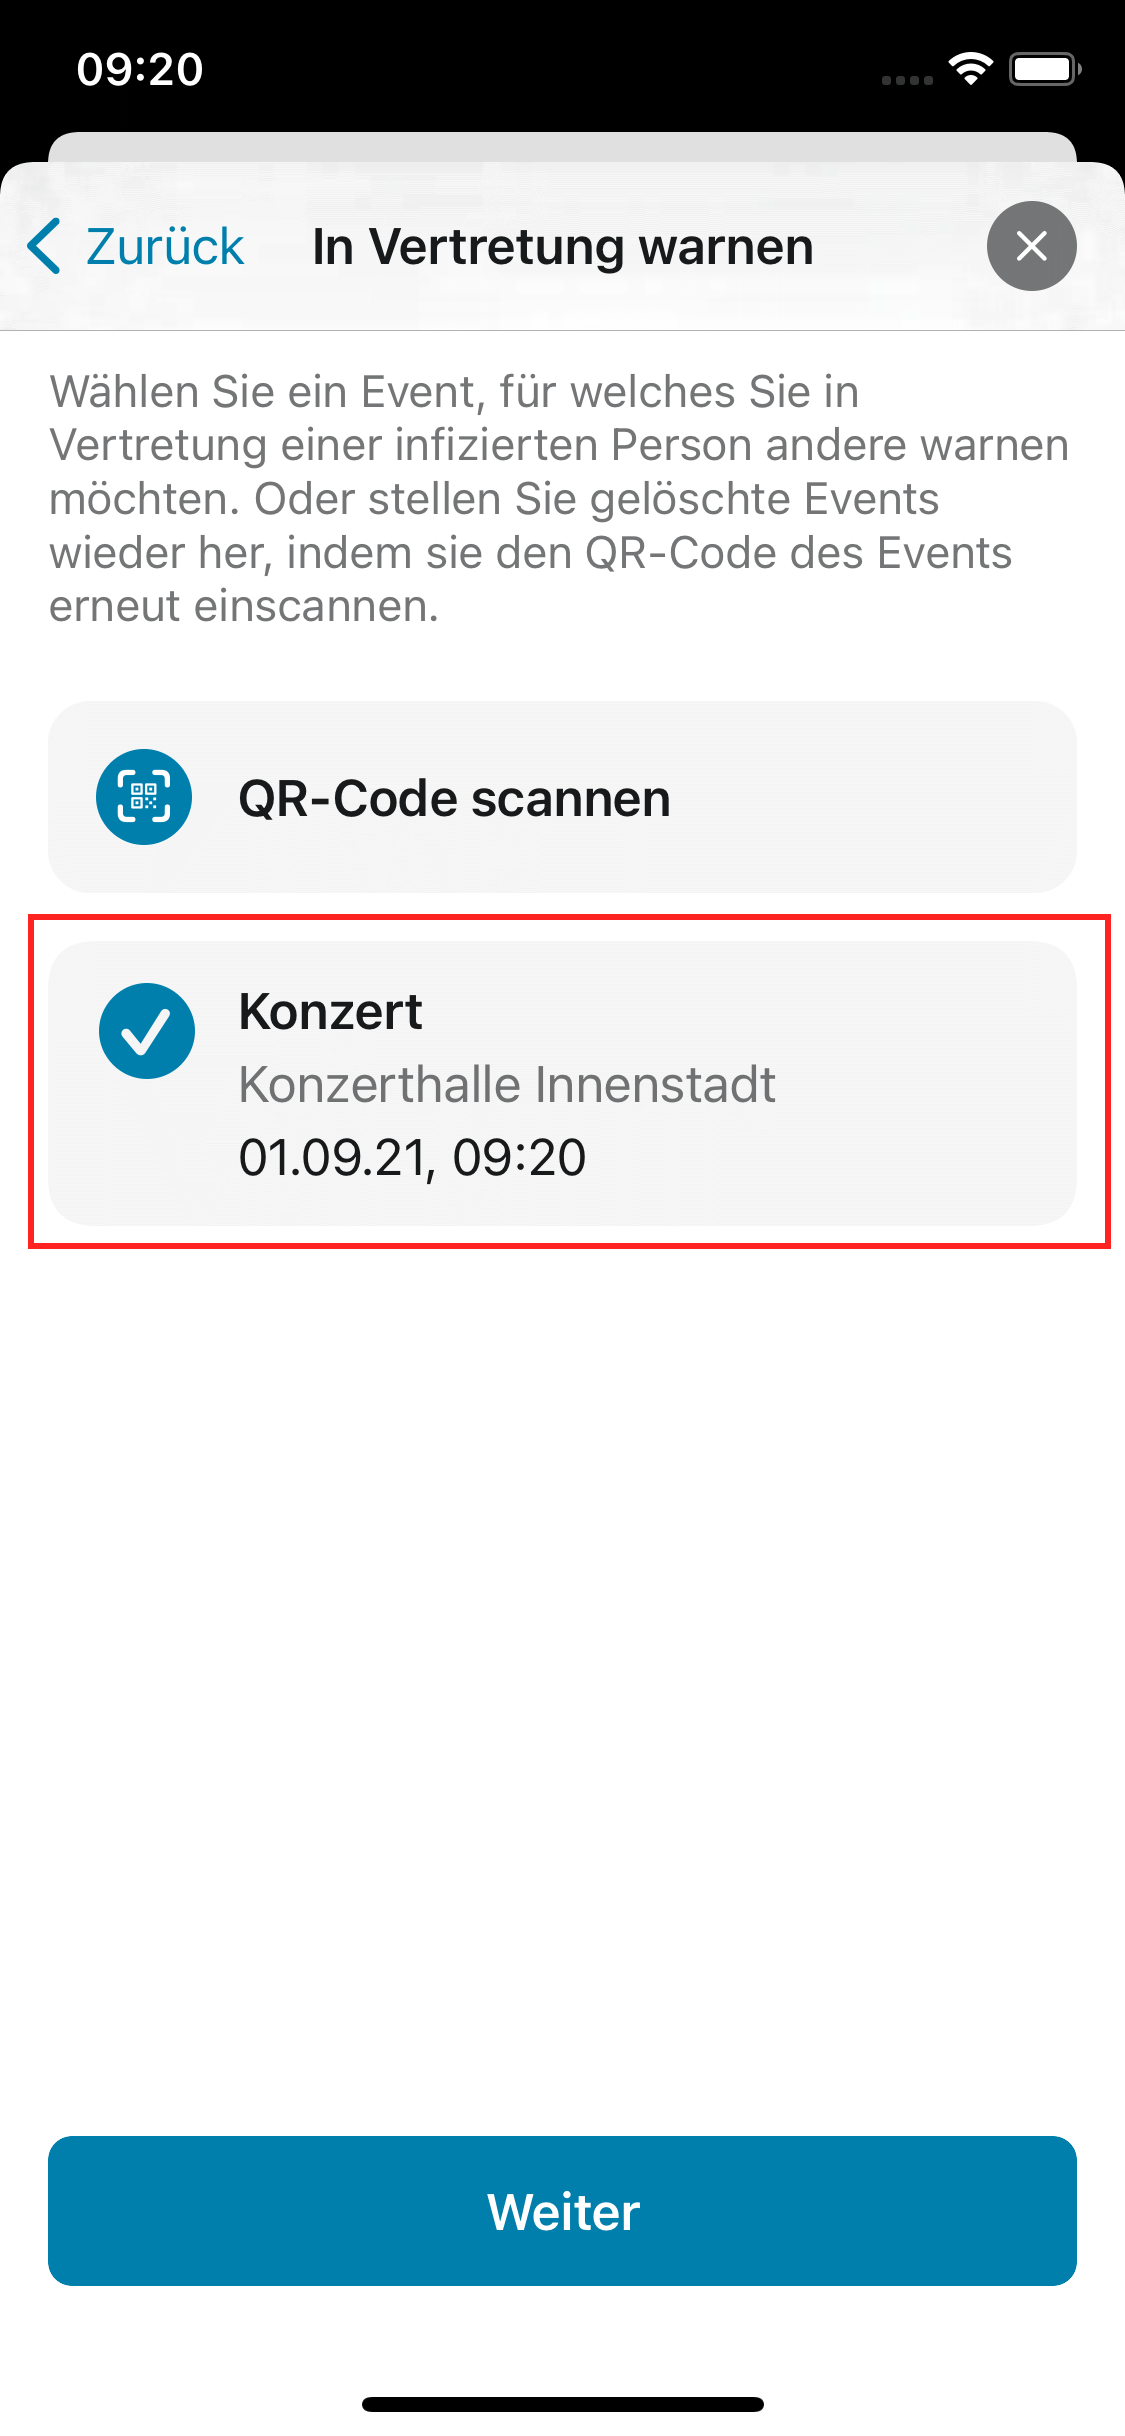 09:20
Zurück
In Vertretung warnen
Wählen Sie ein Event, für welches Sie in
Vertretung einer infizierten Person andere warnen
möchten. Oder stellen Sie gelöschte Events
wieder her, indem sie den QR-Code des Events
erneut einscannen.
QR-Code scannen
Konzert
Konzerthalle Innenstadt
01.09.21, 09:20
Weiter